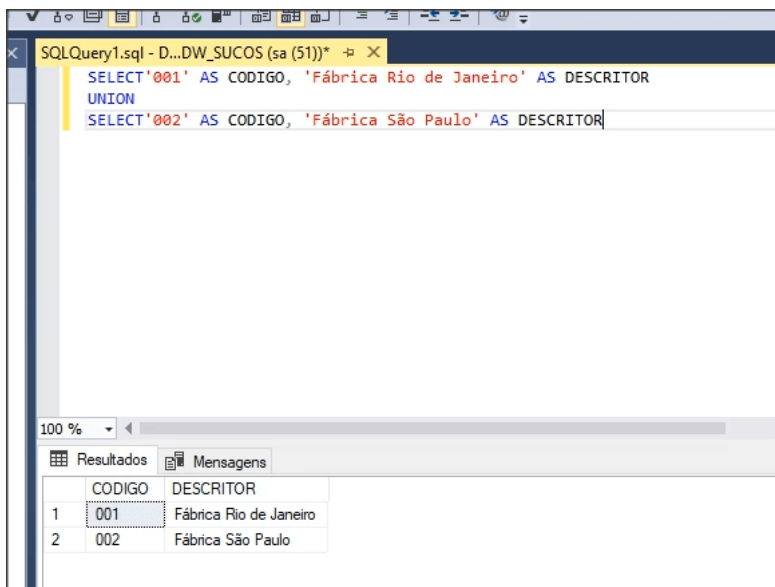 SQLQuery1.sql - D...DW_SUCOS (sa (51))*
SELECT'001' AS CODIGO, 'Fábrica Rio de Janeiro' AS DESCRITOR
UNION
SELECT'002' AS CODIGO, 'Fábrica São Paulo' AS DESCRITOR
100 %
Resultados Mensagens
CODIGO DESCRITOR
1 001 Fábrica Rio de Janeiro
2 002 Fábrica São Paulo